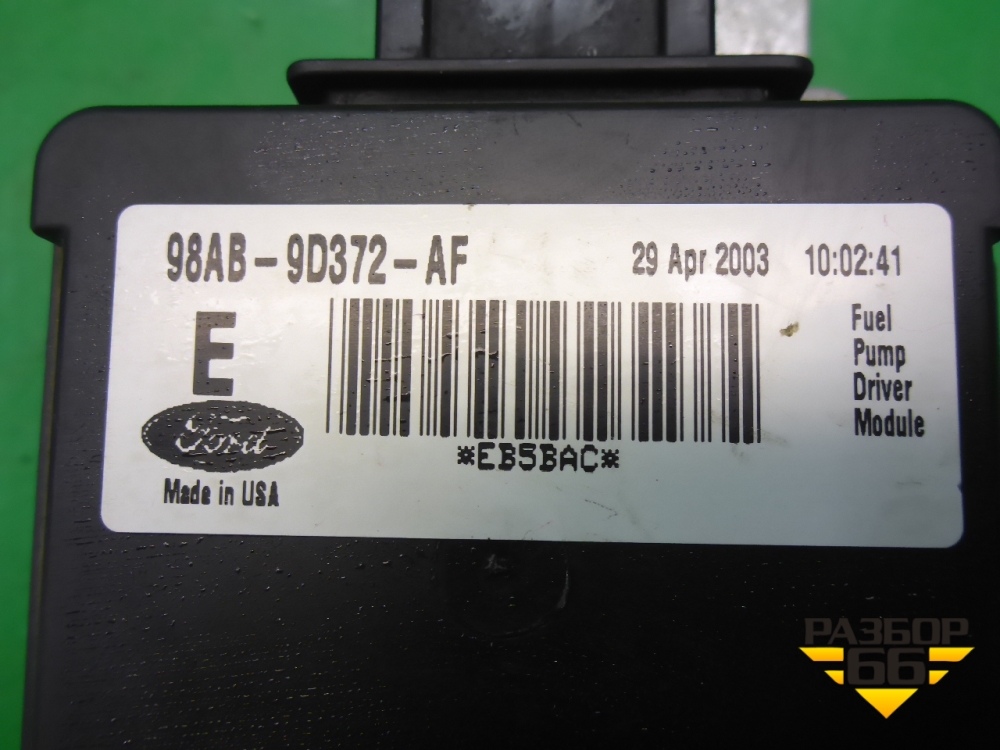 98AB-9D372-AF 29 Apr 2003 10:02:41
E
Fuel
Pump
Driver
Module
Ford
*EB5BAC*
Made in USA
РАЗБОР
66